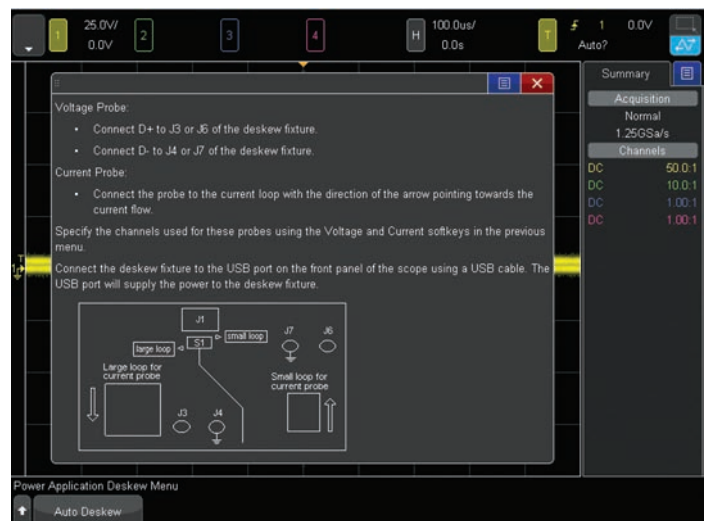 1 25.0V/ 0.0V 2 3 4 H 100.0us/ 0.0s T 1 0.0V Auto?
Summary
Acquisition
Normal
1.25GSa/s
Channels
DC 50.0:1
DC 10.0:1
DC 1.00:1
DC 1.00:1
Voltage Probe:
• Connect D+ to J3 or J6 of the deskew fixture.
• Connect D- to J4 or J7 of the deskew fixture.
Current Probe:
• Connect the probe to the current loop with the direction of the arrow pointing towards the
current flow.
Specify the channels used for these probes using the Voltage and Current softkeys in the previous
menu.
Connect the deskew fixture to the USB port on the front panel of the scope using a USB cable. The
USB port will supply the power to the deskew fixture.
J1
large loop S1 small loop
J7 J6
Large loop for
current probe
Small loop for
current probe
J3 J4
T
1
Power Application Deskew Menu
Auto Deskew